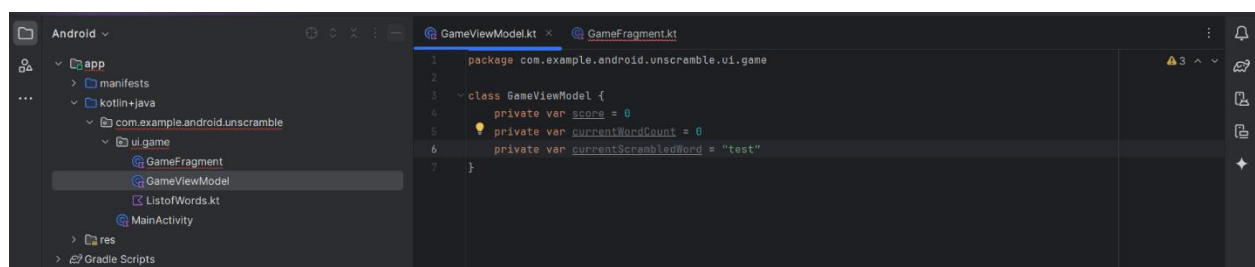 Android
GameViewModel.kt
GameFragment.kt
app
manifests
kotlin+java
com.example.android.unscramble
ui.game
GameFragment
GameViewModel
ListofWords.kt
MainActivity
res
Gradle Scripts
1 package com.example.android.unscramble.ui.game
2
3 class GameViewModel {
4 private var score = 0
5 private var currentWordCount = 0
6 private var currentScrambledWord = "test"
7 }
3